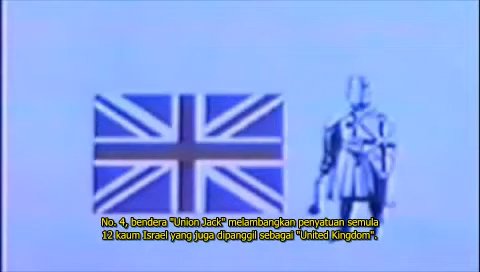 No. 4, bendera "Union Jack" melambangkan penyatuan semula
12 kaum Israel yang juga dipanggil sebagai "United Kingdom".